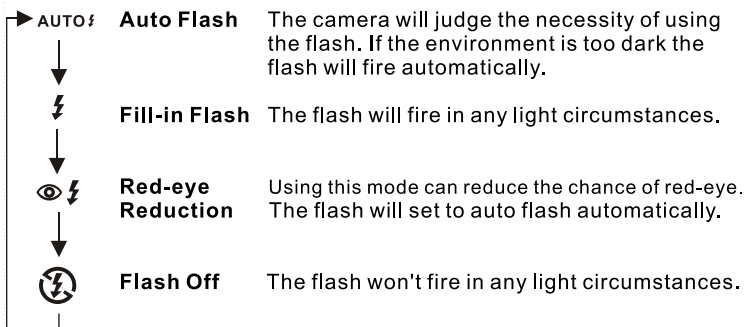 AUTO Auto Flash The camera will judge the necessity of using
the flash. If the environment is too dark the
flash will fire automatically.
Fill-in Flash The flash will fire in any light circumstances.
Red-eye Using this mode can reduce the chance of red-eye.
Reduction The flash will set to auto flash automatically.
Flash Off The flash won't fire in any light circumstances.